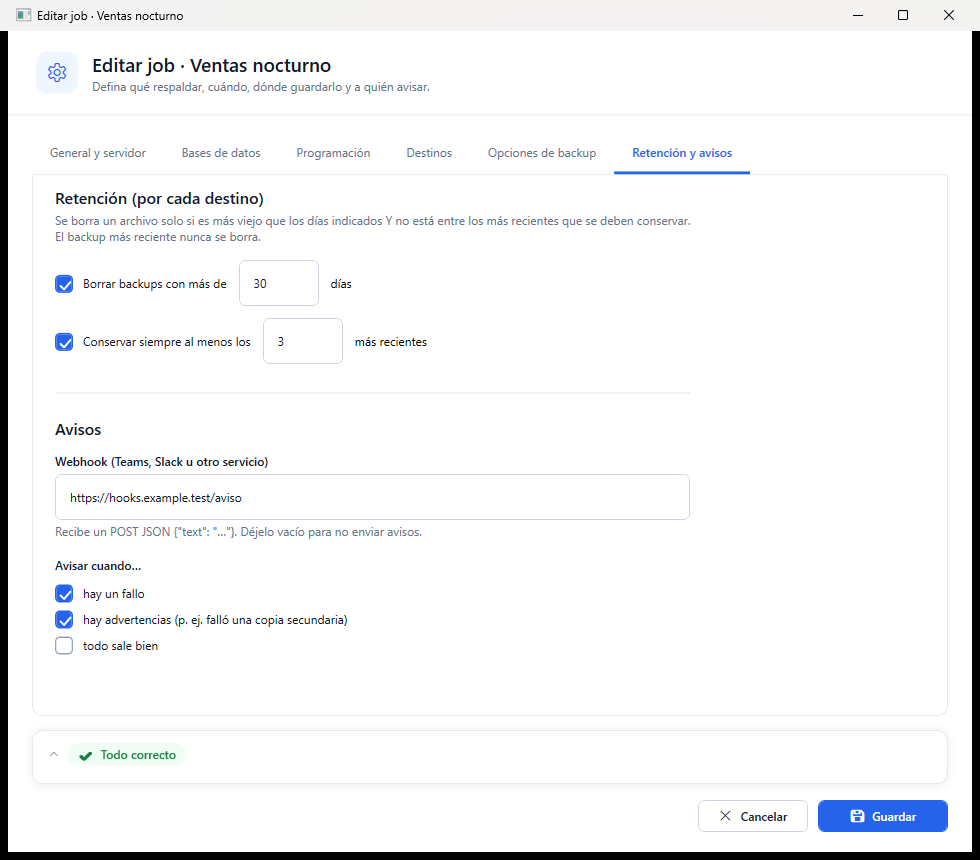 Editar job · Ventas nocturno
Editar job · Ventas nocturno
Defina qué respaldar, cuándo, dónde guardarlo y a quién avisar.
General y servidor
Bases de datos
Programación
Destinos
Opciones de backup
Retención y avisos
Retención (por cada destino)
Se borra un archivo solo si es más viejo que los días indicados Y no está entre los más recientes que se deben conservar.
El backup más reciente nunca se borra.
Borrar backups con más de 30 días
Conservar siempre al menos los 3 más recientes
Avisos
Webhook (Teams, Slack u otro servicio)
https://hooks.example.test/aviso
Recibe un POST JSON {"text": "..."}. Déjelo vacío para no enviar avisos.
Avisar cuando...
hay un fallo
hay advertencias (p. ej. falló una copia secundaria)
todo sale bien
Todo correcto
Cancelar
Guardar